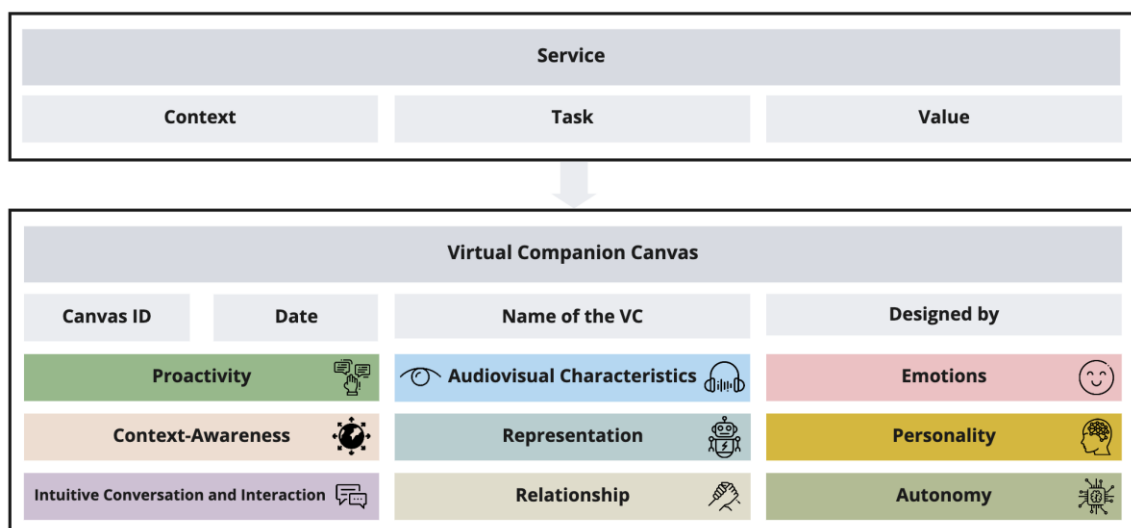 Service
Context
Task
Value
Virtual Companion Canvas
Canvas ID
Date
Name of the VC
Designed by
Proactivity
Audiovisual Characteristics
Emotions
Context-Awareness
Representation
Personality
Intuitive Conversation and Interaction
Relationship
Autonomy